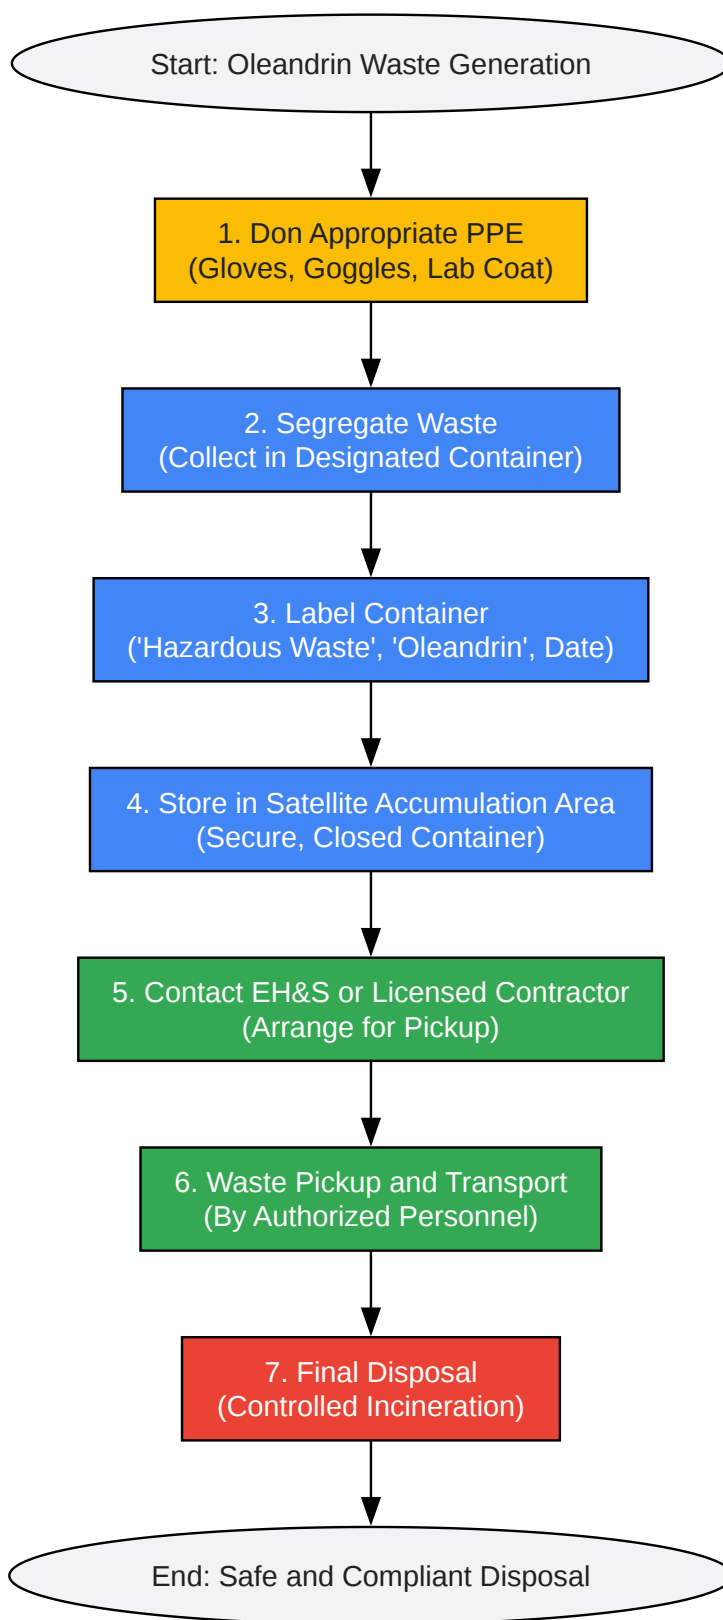 Start: Oleandrin Waste Generation
1. Don Appropriate PPE
(Gloves, Goggles, Lab Coat)
2. Segregate Waste
(Collect in Designated Container)
3. Label Container
('Hazardous Waste', 'Oleandrin', Date)
4. Store in Satellite Accumulation Area
(Secure, Closed Container)
5. Contact EH&S or Licensed Contractor
(Arrange for Pickup)
6. Waste Pickup and Transport
(By Authorized Personnel)
7. Final Disposal
(Controlled Incineration)
End: Safe and Compliant Disposal